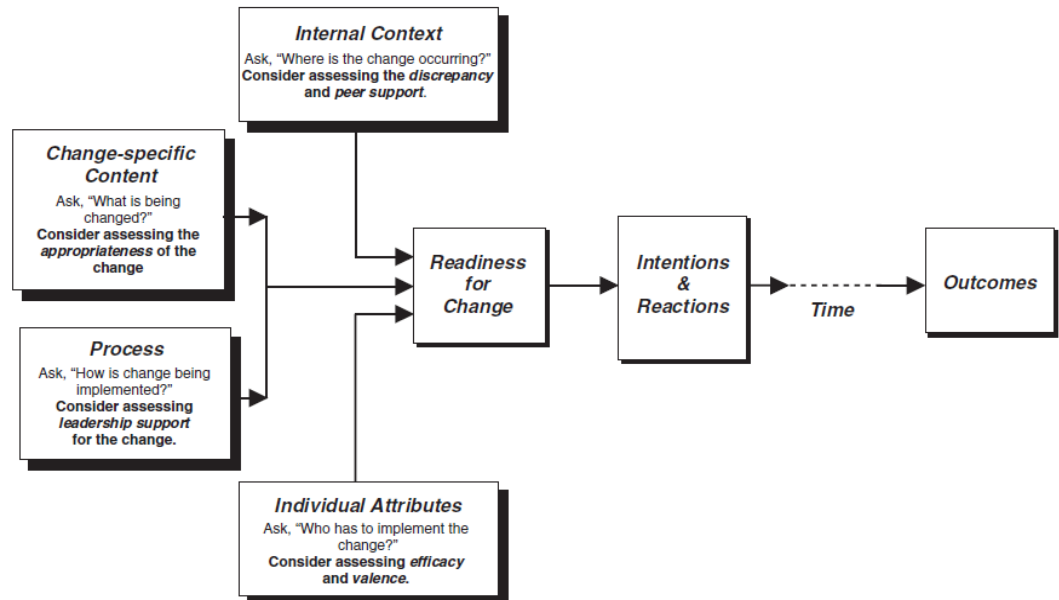 Internal Context
Ask, “Where is the change occurring?”
Consider assessing the discrepancy
and peer support.
Change-specific
Content
Ask, “What is being
changed?”
Consider assessing the
appropriateness of the
change
Process
Ask, “How is change being
implemented?”
Consider assessing
leadership support
for the change.
Readiness
for
Change
Intentions
&
Reactions
Time
Outcomes
Individual Attributes
Ask, “Who has to implement the
change?”
Consider assessing efficacy
and valence.